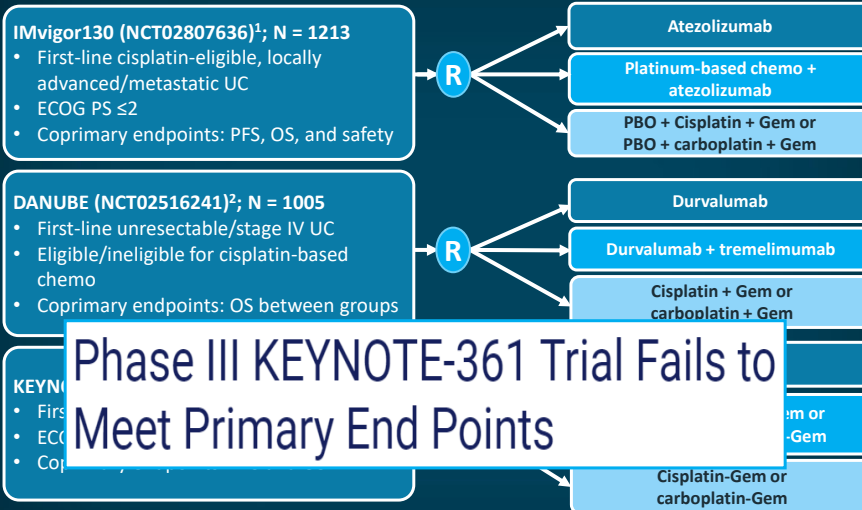 IMvigor130 (NCT02807636)¹; N = 1213
• First-line cisplatin-eligible, locally
advanced/metastatic UC
• ECOG PS ≤2
• Coprimary endpoints: PFS, OS, and safety
R
Atezolizumab
Platinum-based chemo +
atezolizumab
PBO + Cisplatin + Gem or
PBO + carboplatin + Gem
DANUBE (NCT02516241)²; N = 1005
• First-line unresectable/stage IV UC
• Eligible/ineligible for cisplatin-based
chemo
• Coprimary endpoints: OS between groups
R
Durvalumab
Durvalumab + tremelimumab
Cisplatin + Gem or
carboplatin + Gem
Phase III KEYNOTE-361 Trial Fails to
Meet Primary End Points
or
-Gem
Cisplatin-Gem or
carboplatin-Gem